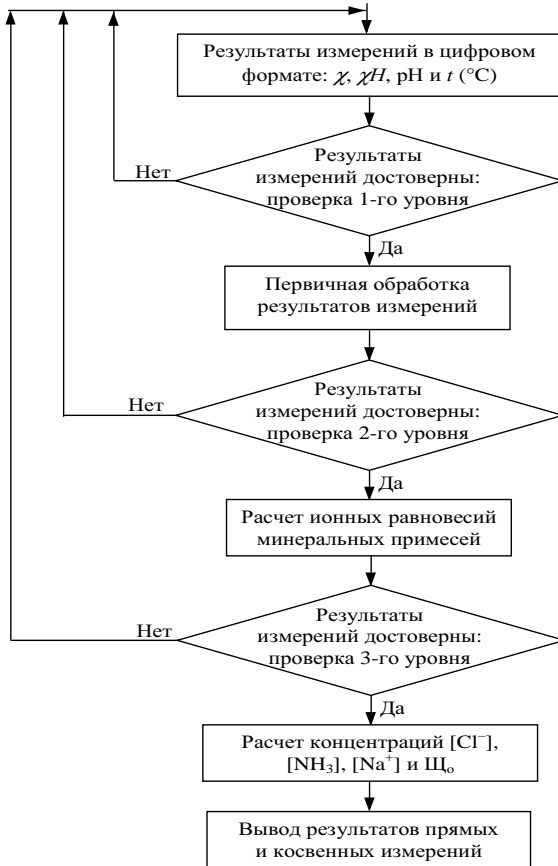 Результаты измерений в цифровом
формате: χ, χH, pH и t (°C)
Результаты
измерений достоверны:
проверка 1-го уровня
Нет
Да
Первичная обработка
результатов измерений
Результаты
измерений достоверны:
проверка 2-го уровня
Нет
Да
Расчет ионных равновесий
минеральных примесей
Результаты
измерений достоверны:
проверка 3-го уровня
Нет
Да
Расчет концентраций [Cl⁻],
[NH₃], [Na⁺] и Щₒ
Вывод результатов прямых
и косвенных измерений